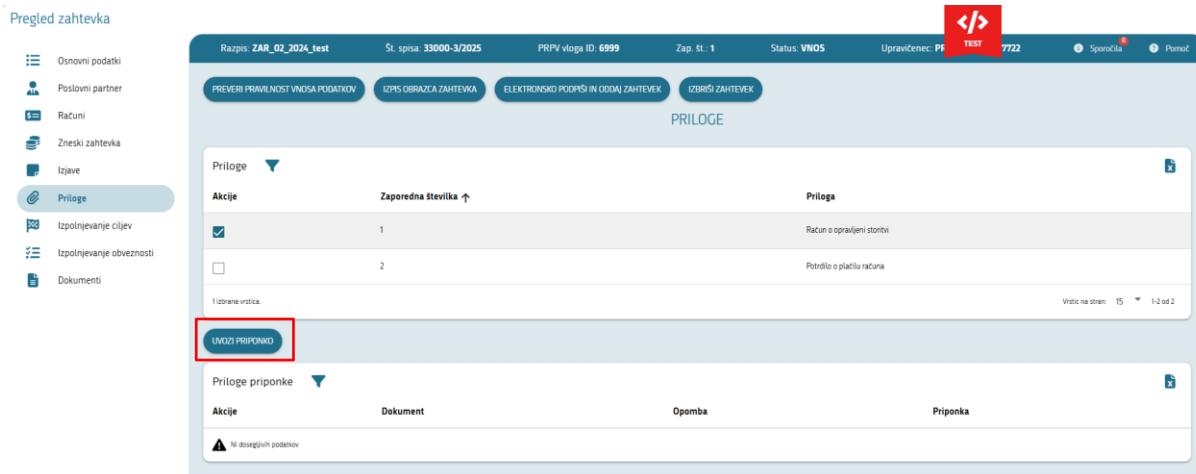 Pregled zahtevka
Osnovni podatki
Poslovni partner
Računi
Zneski zahtevka
Izjave
Priloge
Izpolnjevanje ciljev
Izpolnjevanje obveznosti
Dokumenti
Razpis: ZAR_02_2024_test Št. spisa: 33000-3/2025 PRPV vloga ID: 6999 Zap. št.: 1 Status: VNOS Upravičenec: PR 7722 Sporočila Pomoč
TEST
PREVERI PRAVILNOST VNOSA PODATKOV IZPIS OBRAZCA ZAHTEVKA ELEKTRONSKO PODPIŠI IN ODDAJ ZAHTEVEK IZBRIŠI ZAHTEVEK
PRILOGE
Priloge
Akcije Zaporedna številka Priloga
1 Račun o opravljeni storitvi
2 Potrdilo o plačilu računa
1 izbrana vrstica. Vrstic na stran: 15 1-2 od 2
UVOZI PRIPONKO
Priloge priponke
Akcije Dokument Opomba Priponka
Ni dosegljivih podatkov